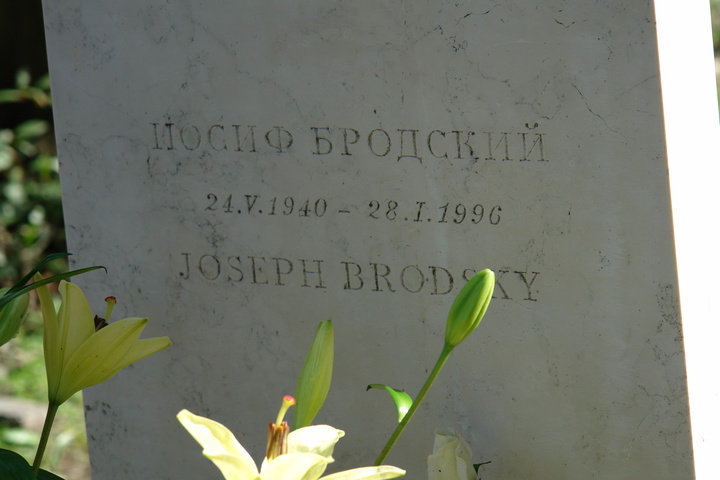 ИОСИФ БРОДСКИЙ
24.V.1940 – 28.I.1996
JOSEPH BRODSKY